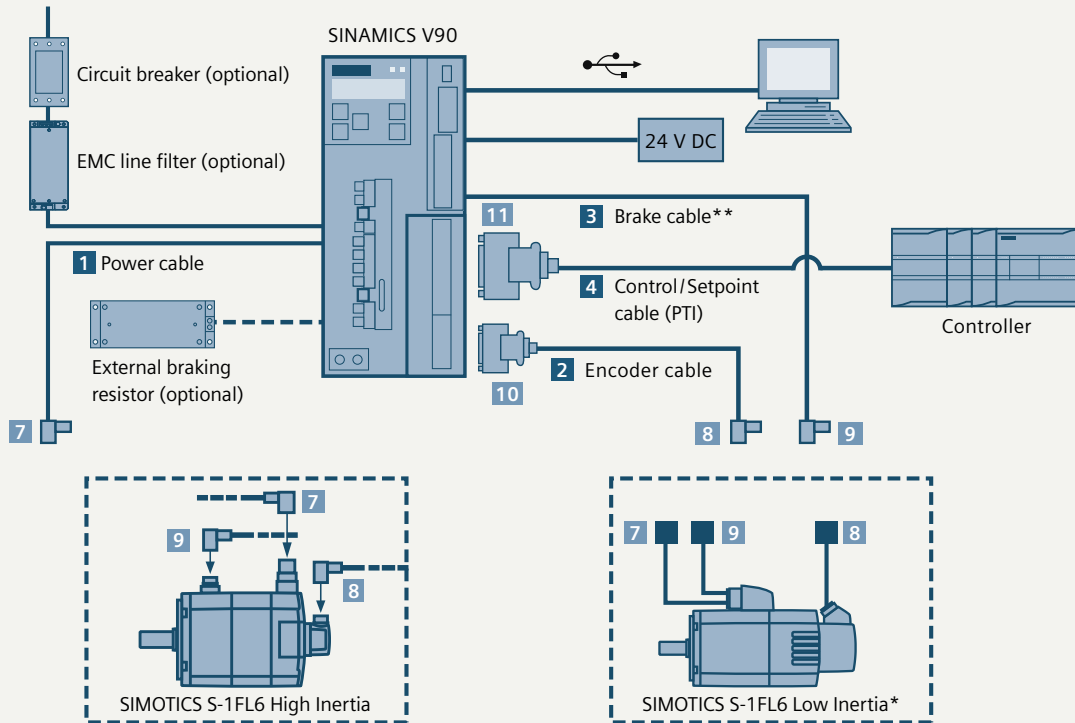 SINAMICS V90
Circuit breaker (optional)
EMC line filter (optional)
24 V DC
11
3 Brake cable**
1 Power cable
4 Control/Setpoint
cable (PTI)
Controller
External braking
resistor (optional)
2 Encoder cable
10
7
8
9
7
9
8
SIMOTICS S-1FL6 High Inertia
7
9
8
SIMOTICS S-1FL6 Low Inertia*